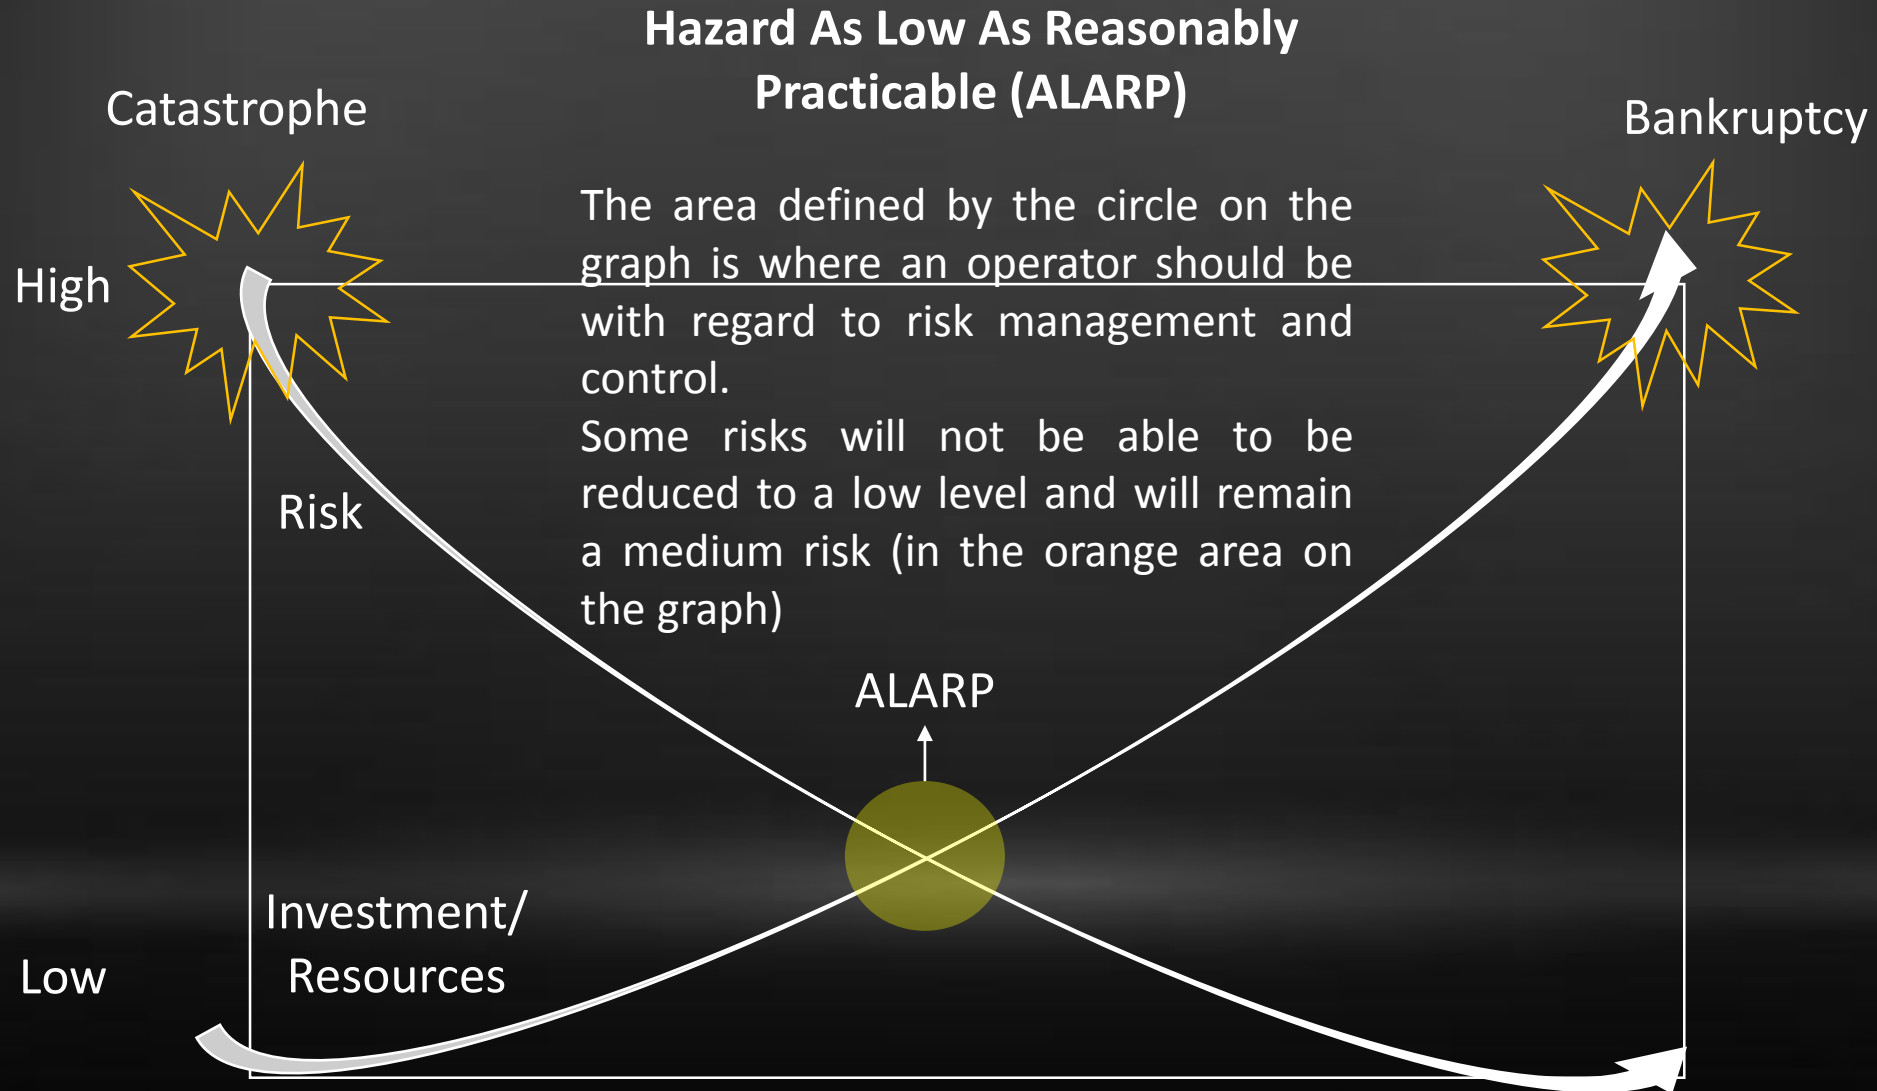 Hazard As Low As Reasonably
Practicable (ALARP)
Catastrophe
Bankruptcy
The area defined by the circle on the
graph is where an operator should be
High
with regard to risk management and
control.
Some risks will not be able to be
reduced to a low level and will remain
Risk
a medium risk (in the orange area on
the graph)
ALARP
Investment/
Resources
Low